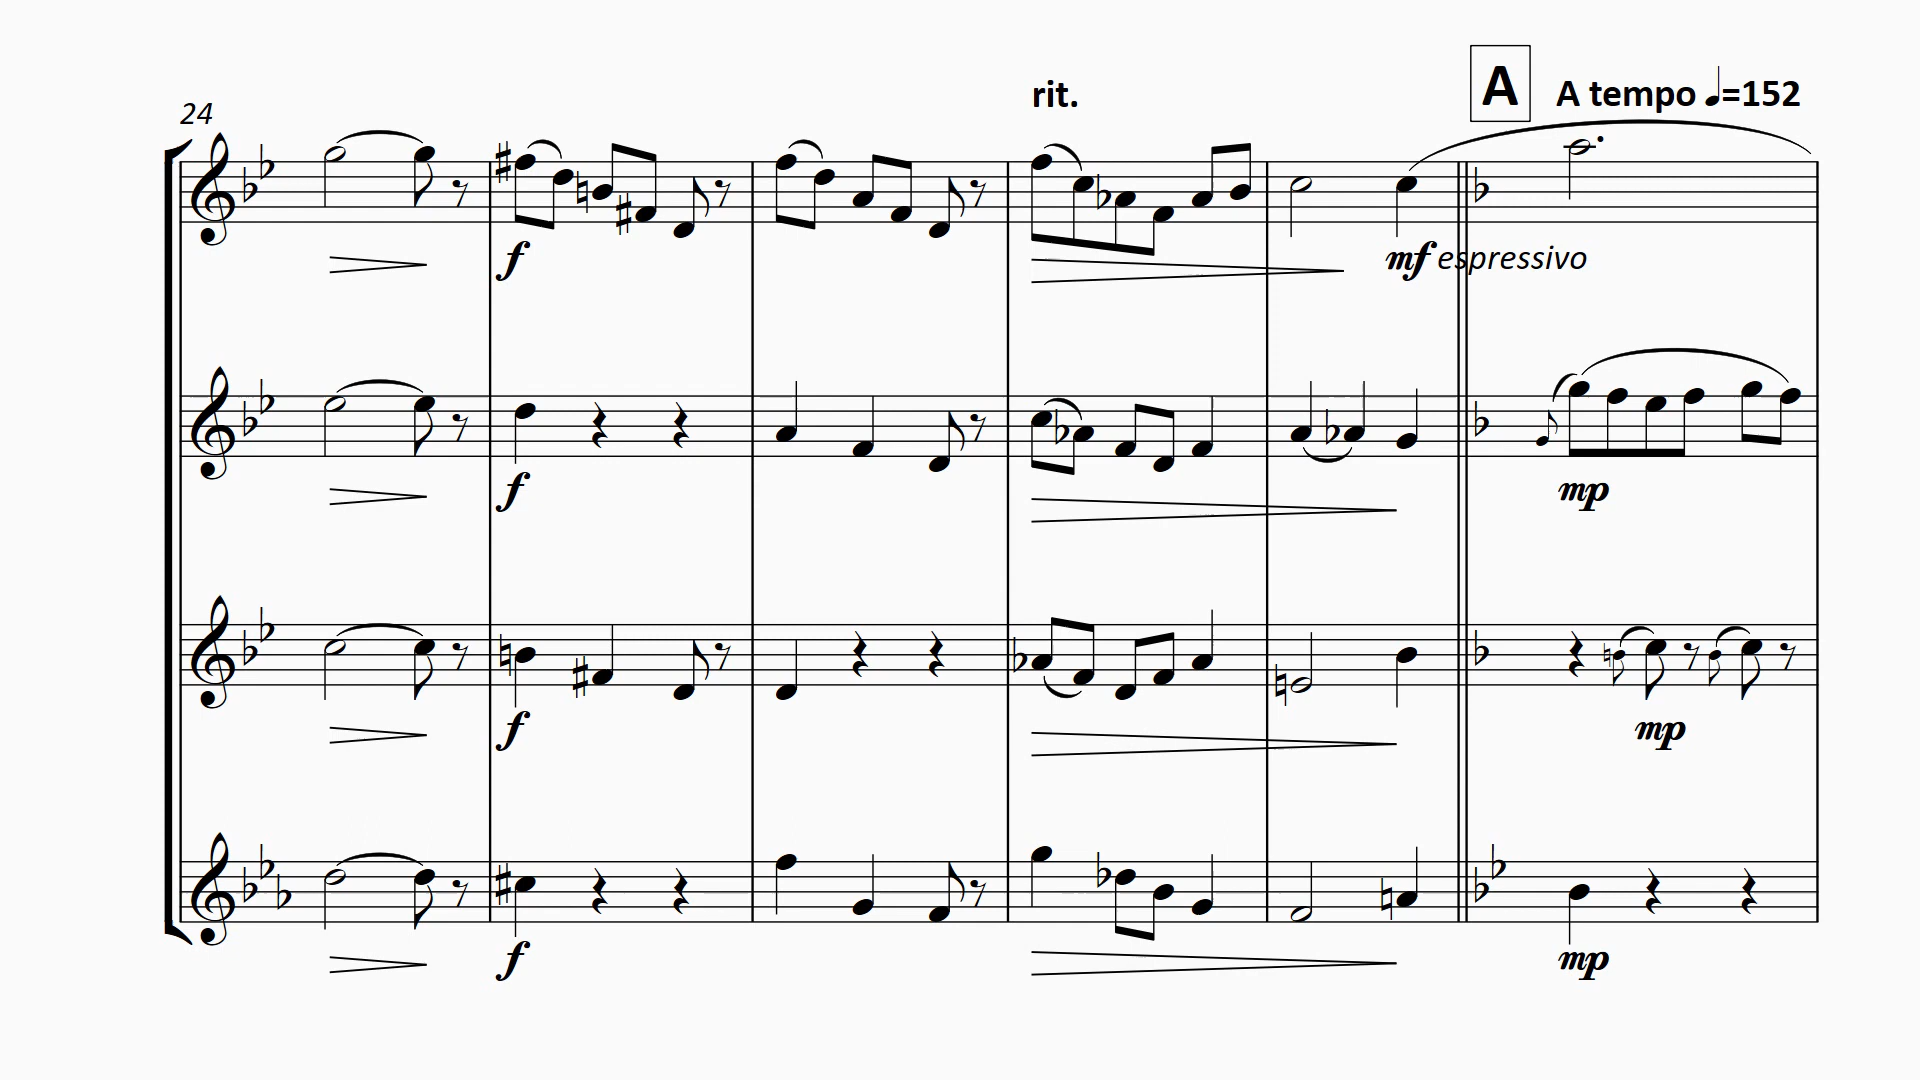 A
rit.
A tempo ♩=152
24
f
mf espressivo
f
mp
f
mp
f
mp